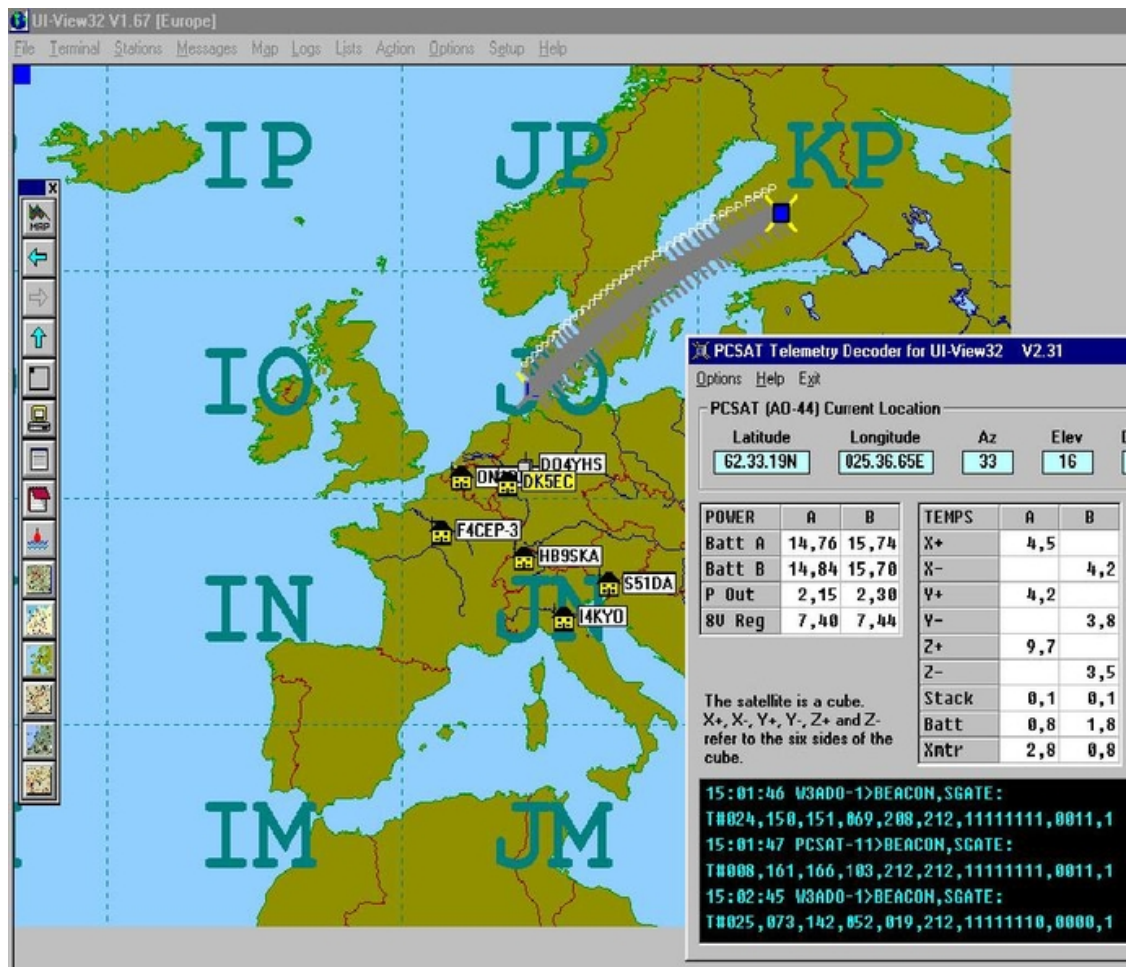 UI-View32 V1.67 [Europe]
File Terminal Stations Messages Map Logs Lists Action Options Setup Help
IP JP KP
X
MAP
IO JO
DO4YHS
DK5EC
F4CEP-3
HB9SKA
S51DA
IN JN
I4KYO
IM JM
PCSAT Telemetry Decoder for UI-View32 V2.31
Options Help Exit
PCSAT (AO-44) Current Location
Latitude Longitude Az Elev
62.33.19N 025.36.65E 33 16
POWER A B
Batt A 14,76 15,74
Batt B 14,84 15,70
P Out 2,15 2,30
8V Reg 7,40 7,44
TEMPS A B
X+ 4,5
X- 4,2
Y+ 4,2
Y- 3,8
Z+ 9,7
Z- 3,5
Stack 0,1 0,1
Batt 0,8 1,8
Xmtr 2,8 0,8
The satellite is a cube.
X+, X-, Y+, Y-, Z+ and Z-
refer to the six sides of the
cube.
15:01:46 W3ADO-1>BEACON,SGATE:
T#024,150,151,069,208,212,11111111,0011,1
15:01:47 PCSAT-11>BEACON,SGATE:
T#008,161,166,103,212,212,11111111,0011,1
15:02:45 W3ADO-1>BEACON,SGATE:
T#025,073,142,052,019,212,11111110,0000,1